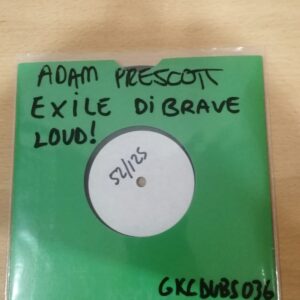 ADAM PRESCOTT
EXILE Di BRAVE
LOUD!
52/125
GKCDUBS036